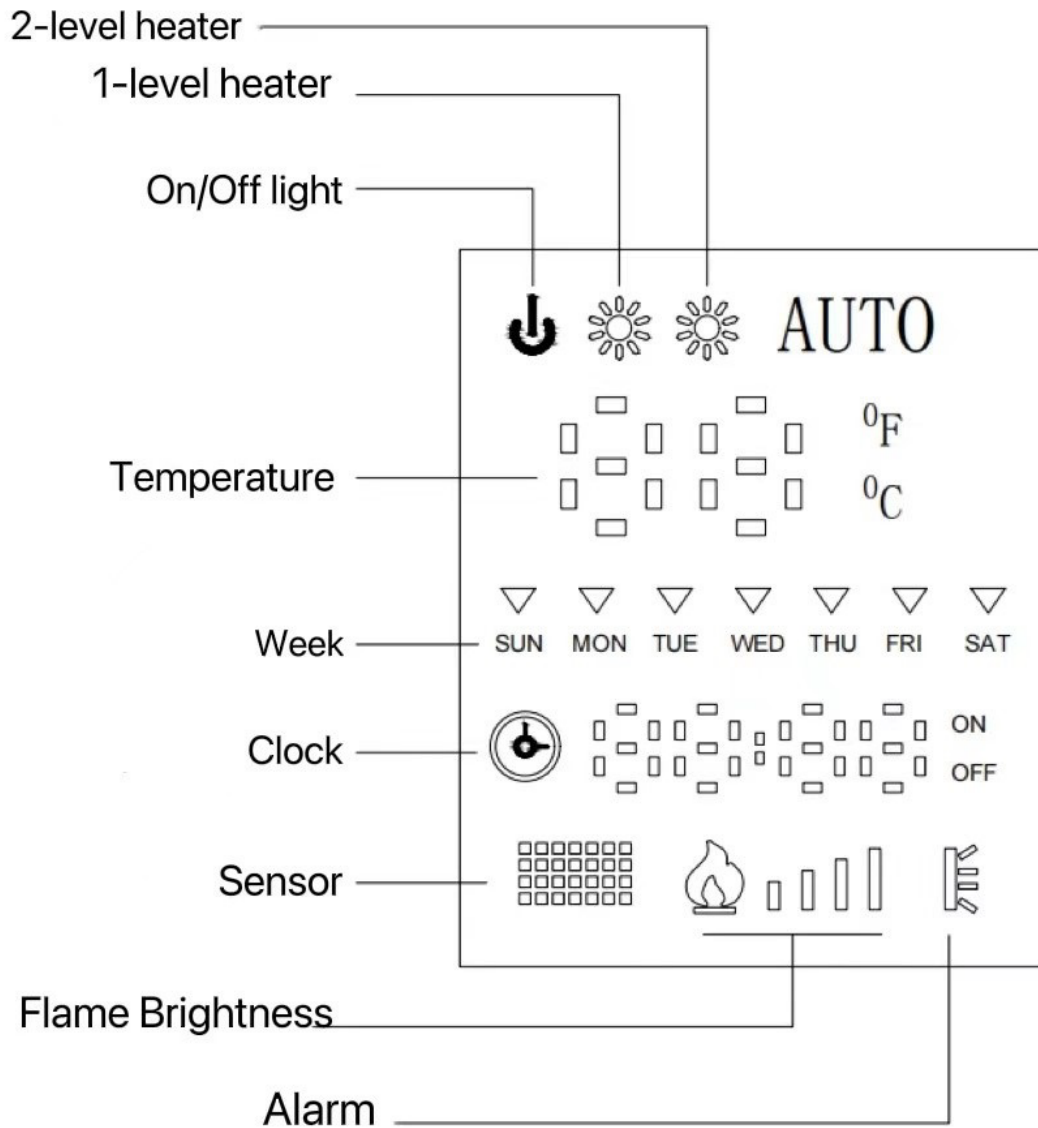 2-level heater
1-level heater
On/Off light
AUTO
Temperature
⁰F
⁰C
Week
SUN MON TUE WED THU FRI SAT
Clock
ON
OFF
Sensor
Flame Brightness
Alarm